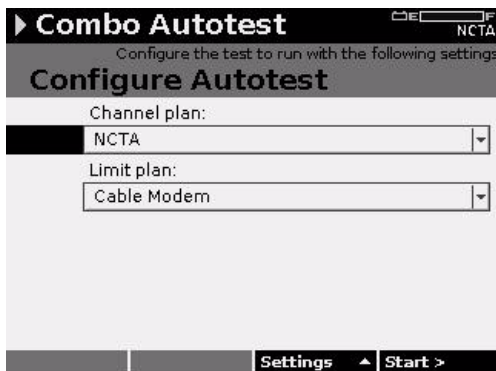 Combo Autotest
E F
NCTA
Configure the test to run with the following settings
Configure Autotest
Channel plan:
NCTA
Limit plan:
Cable Modem
Settings
Start >